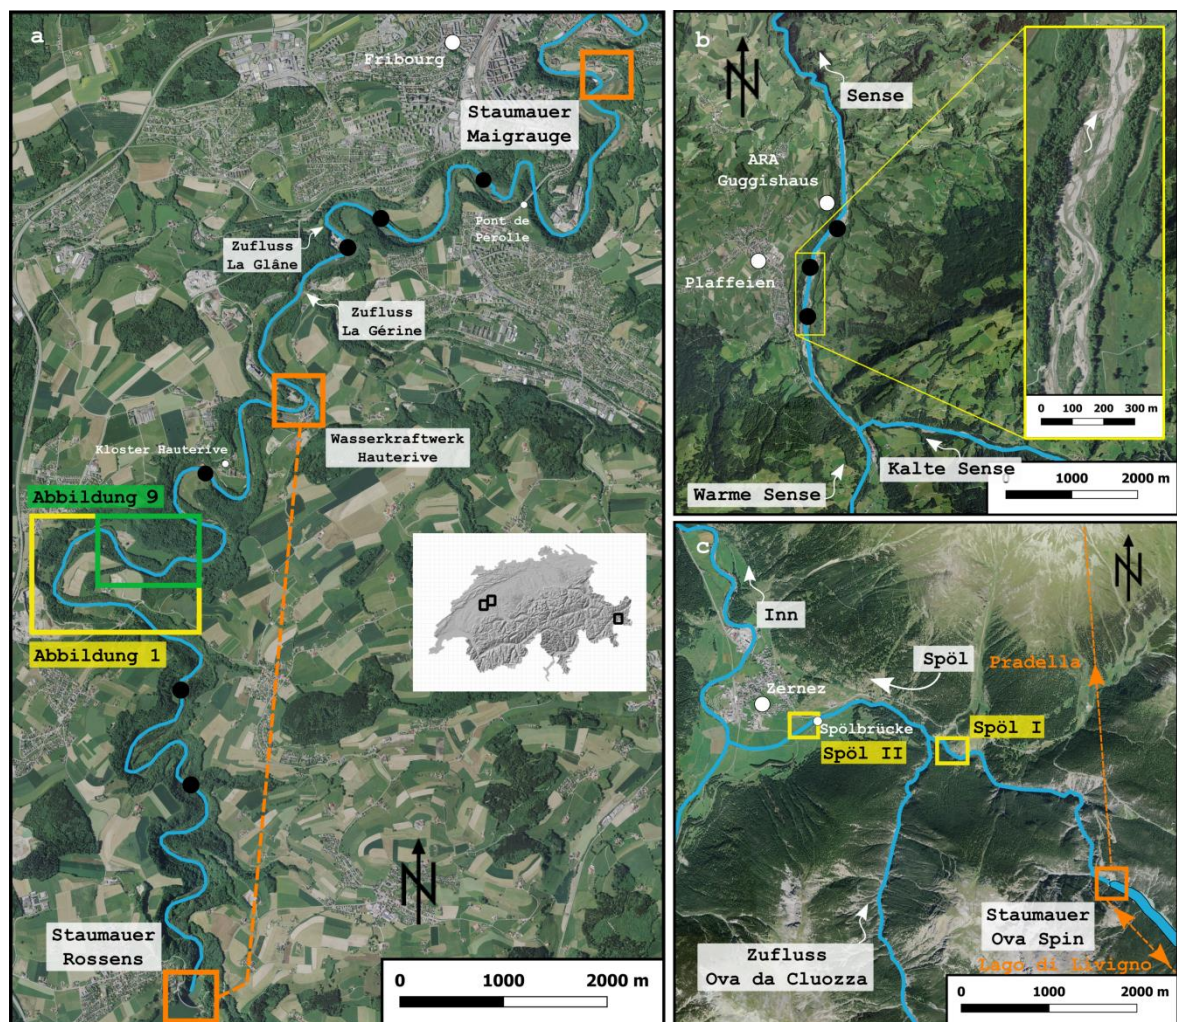 a
Fribourg
Staumauer
Maigrauge
Pont de
Pérolle
Zufluss
La Glâne
Zufluss
La Gérine
Wasserkraftwerk
Hauterive
Kloster Hauterive
Abbildung 9
Abbildung 1
N
Staumauer
Rossens
0 1000 2000 m
b
N
Sense
ARA
Guggishaus
Plaffeien
0 100 200 300 m
Kalte Sense
Warme Sense
0 1000 2000 m
c
N
Inn
Spöl
Pradella
Zernez
Spölbrücke
Spöl I
Spöl II
Staumauer
Ova Spin
Lago di Livigno
Zufluss
Ova da Cluozza
0 1000 2000 m